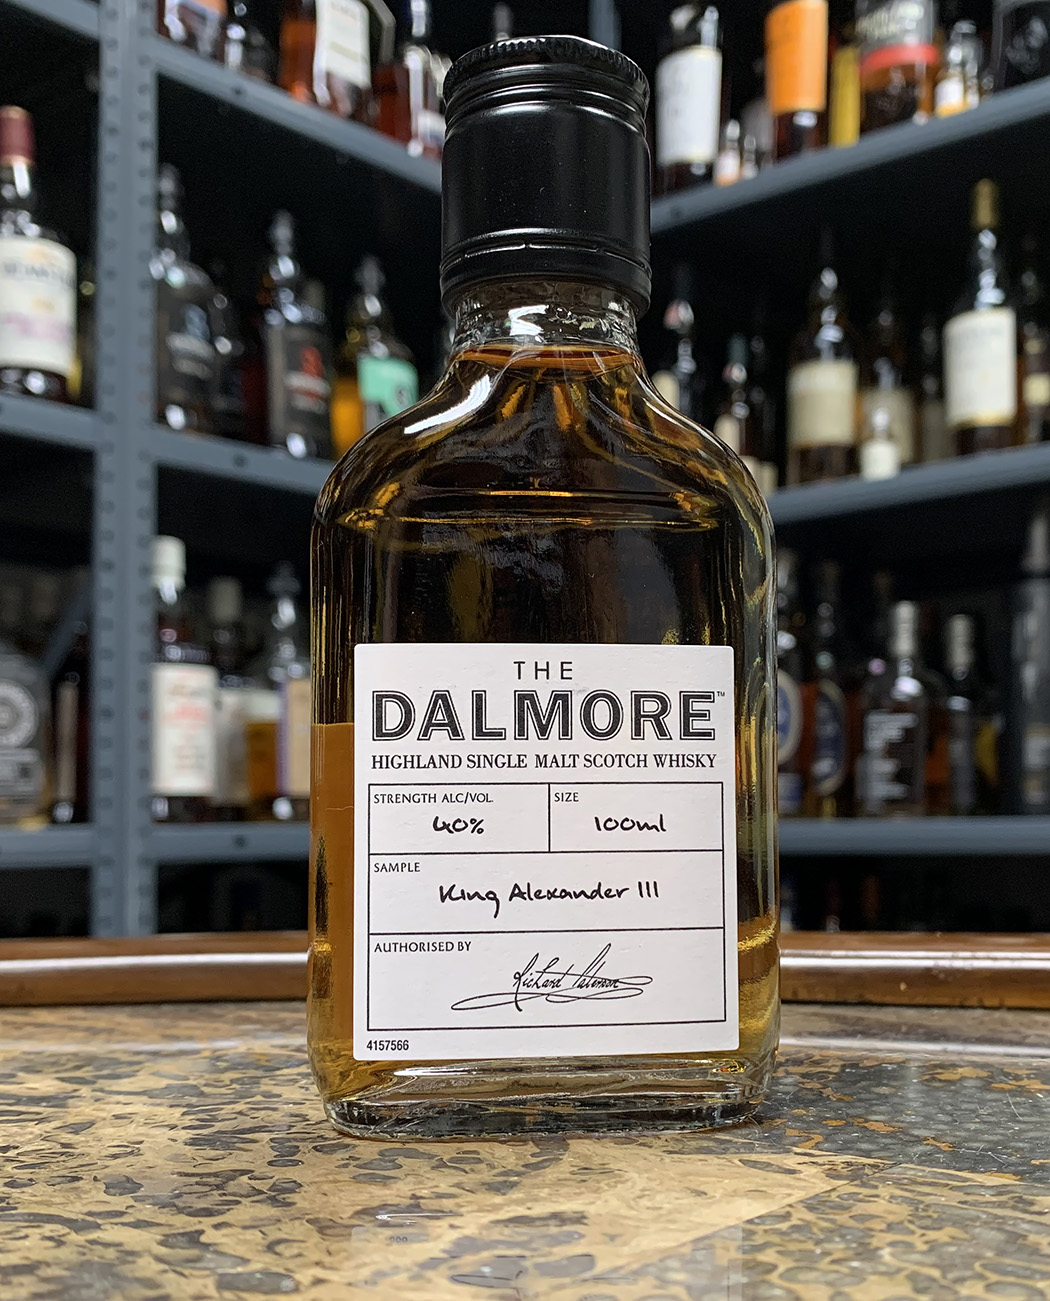 THE
DALMORE™
HIGHLAND SINGLE MALT SCOTCH WHISKY
STRENGTH ALC/VOL.
40%
SIZE
100ml
SAMPLE
King Alexander III
AUTHORISED BY
Richard Paterson
4157566